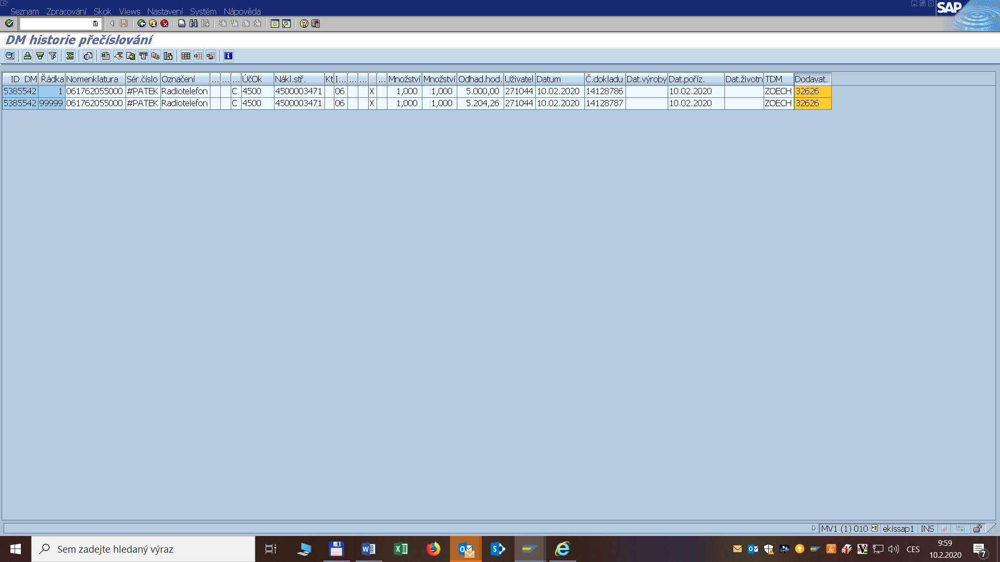 Seznam Zpracování Skok Views Nastavení Systém Nápověda
SAP
DM historie přečíslování
ID DM Řádka Nomenklatura Sér.číslo Označení ... ... ... ÚčOk Nákl.stř. Kt I... ... ... ... Množství Množství Odhad.hod. Uživatel Datum Č.dokladu Dat.výroby Dat.poříz. Dat.životn TDM Dodavat.
5385542 1 061762055000 #PATEK Radiotelefon C 4500 4500003471 06 X 1,000 1,000 5.000,00 271044 10.02.2020 14128786 10.02.2020 ZOECH 32626
5385542 99999 061762055000 #PATEK Radiotelefon C 4500 4500003471 06 X 1,000 1,000 5.204,26 271044 10.02.2020 14128787 10.02.2020 ZOECH 32626
MV1 (1) 010 ekissap1 INS
Sem zadejte hledaný výraz
CES
9:59
10.2.2020
7